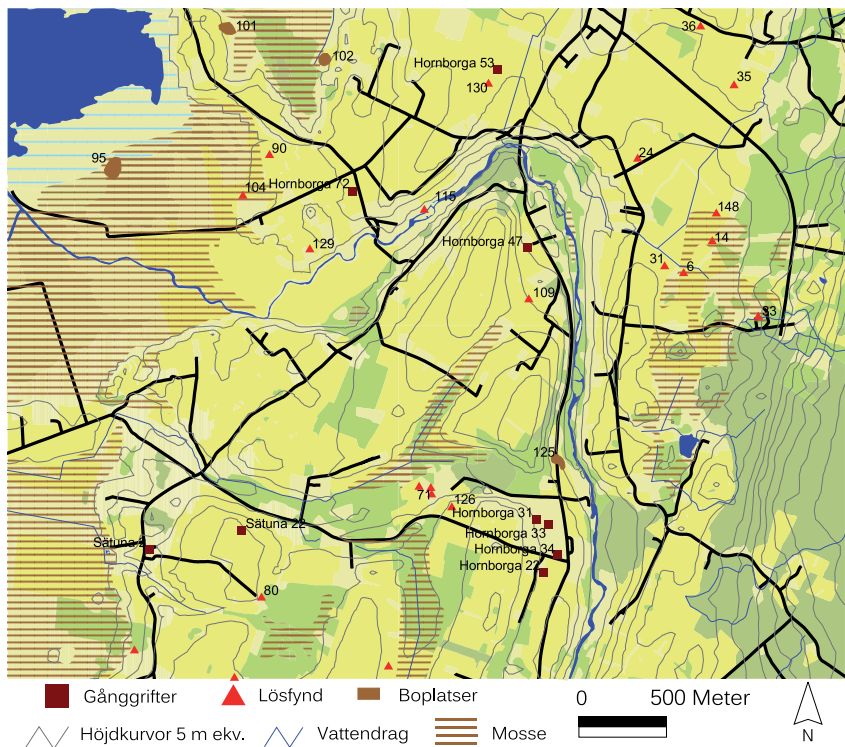 101
36
102
Hornborga 53
35
130
90
24
95
Hornborga 72
104
115
148
129
Hornborga 47
14
31
6
109
33
125
71
126
Hornborga 31
Sätuna 22
Hornborga 33
Sätuna 2
Hornborga 34
Hornborga 22
80
Gånggrifter
Lösfynd
Boplatser
0 500 Meter
Höjdkurvor 5 m ekv.
Vattendrag
Mosse
N